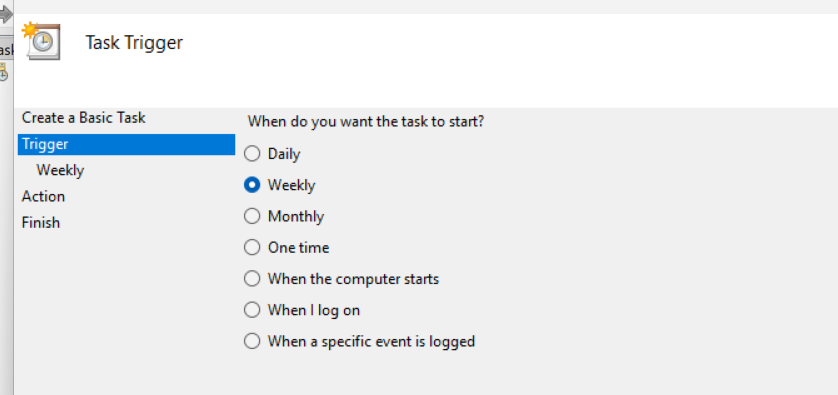 Task Trigger
Create a Basic Task
Trigger
Weekly
Action
Finish
When do you want the task to start?
Daily
Weekly
Monthly
One time
When the computer starts
When I log on
When a specific event is logged